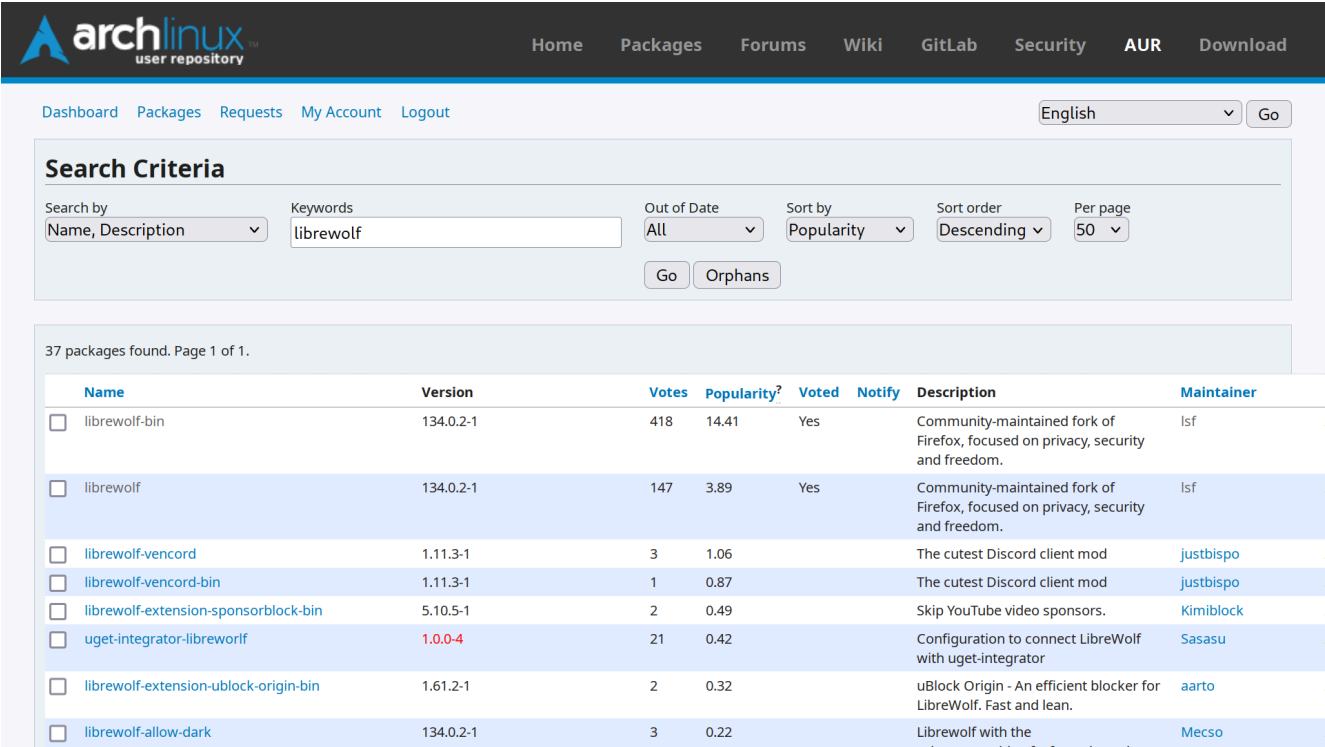 archlinux™
user repository
Home Packages Forums Wiki GitLab Security AUR Download
Dashboard Packages Requests My Account Logout
English Go
Search Criteria
Search by Keywords Out of Date Sort by Sort order Per page
Name, Description librewolf All Popularity Descending 50
Go Orphans
37 packages found. Page 1 of 1.
Name Version Votes Popularity? Voted Notify Description Maintainer
librewolf-bin 134.0.2-1 418 14.41 Yes Community-maintained fork of lsf
Firefox, focused on privacy, security
and freedom.
librewolf 134.0.2-1 147 3.89 Yes Community-maintained fork of lsf
Firefox, focused on privacy, security
and freedom.
librewolf-vencord 1.11.3-1 3 1.06 The cutest Discord client mod justbispo
librewolf-vencord-bin 1.11.3-1 1 0.87 The cutest Discord client mod justbispo
librewolf-extension-sponsorblock-bin 5.10.5-1 2 0.49 Skip YouTube video sponsors. Kimiblock
uget-integrator-libreworlf 1.0.0-4 21 0.42 Configuration to connect LibreWolf Sasasu
with uget-integrator
librewolf-extension-ublock-origin-bin 1.61.2-1 2 0.32 uBlock Origin - An efficient blocker for aarto
LibreWolf. Fast and lean.
librewolf-allow-dark 134.0.2-1 3 0.22 Librewolf with the Mecso